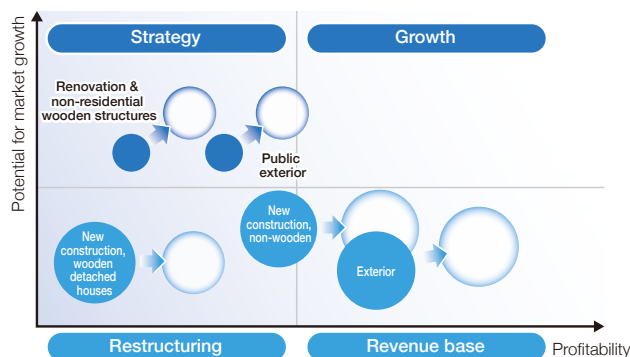 Strategy
Growth
Potential for market growth
Renovation &
non-residential
wooden structures
Public
exterior
New
construction,
non-wooden
New
construction,
wooden
detached
houses
Exterior
Restructuring
Revenue base
Profitability